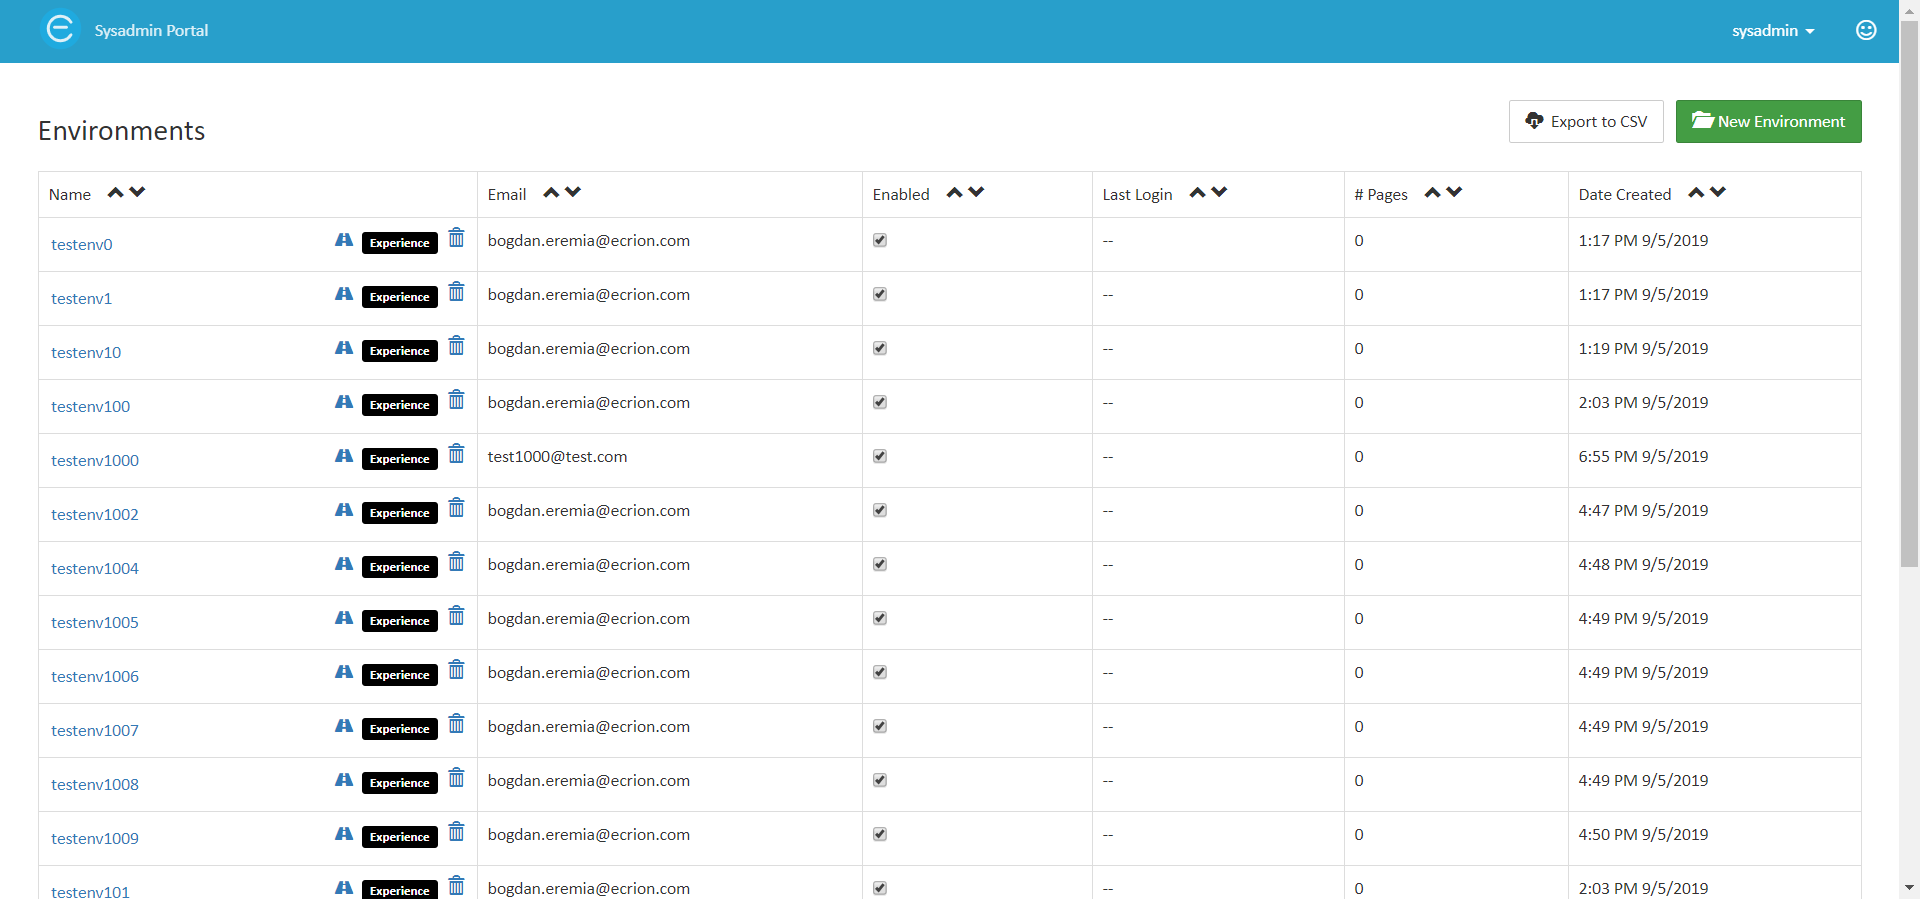 Sysadmin Portal sysadmin
Environments Export to CSV New Environment
Name Email Enabled Last Login # Pages Date Created
testenv0 Experience bogdan.eremia@ecrion.com -- 0 1:17 PM 9/5/2019
testenv1 Experience bogdan.eremia@ecrion.com -- 0 1:17 PM 9/5/2019
testenv10 Experience bogdan.eremia@ecrion.com -- 0 1:19 PM 9/5/2019
testenv100 Experience bogdan.eremia@ecrion.com -- 0 2:03 PM 9/5/2019
testenv1000 Experience test1000@test.com -- 0 6:55 PM 9/5/2019
testenv1002 Experience bogdan.eremia@ecrion.com -- 0 4:47 PM 9/5/2019
testenv1004 Experience bogdan.eremia@ecrion.com -- 0 4:48 PM 9/5/2019
testenv1005 Experience bogdan.eremia@ecrion.com -- 0 4:49 PM 9/5/2019
testenv1006 Experience bogdan.eremia@ecrion.com -- 0 4:49 PM 9/5/2019
testenv1007 Experience bogdan.eremia@ecrion.com -- 0 4:49 PM 9/5/2019
testenv1008 Experience bogdan.eremia@ecrion.com -- 0 4:49 PM 9/5/2019
testenv1009 Experience bogdan.eremia@ecrion.com -- 0 4:50 PM 9/5/2019
testenv101 Experience bogdan.eremia@ecrion.com -- 0 2:03 PM 9/5/2019